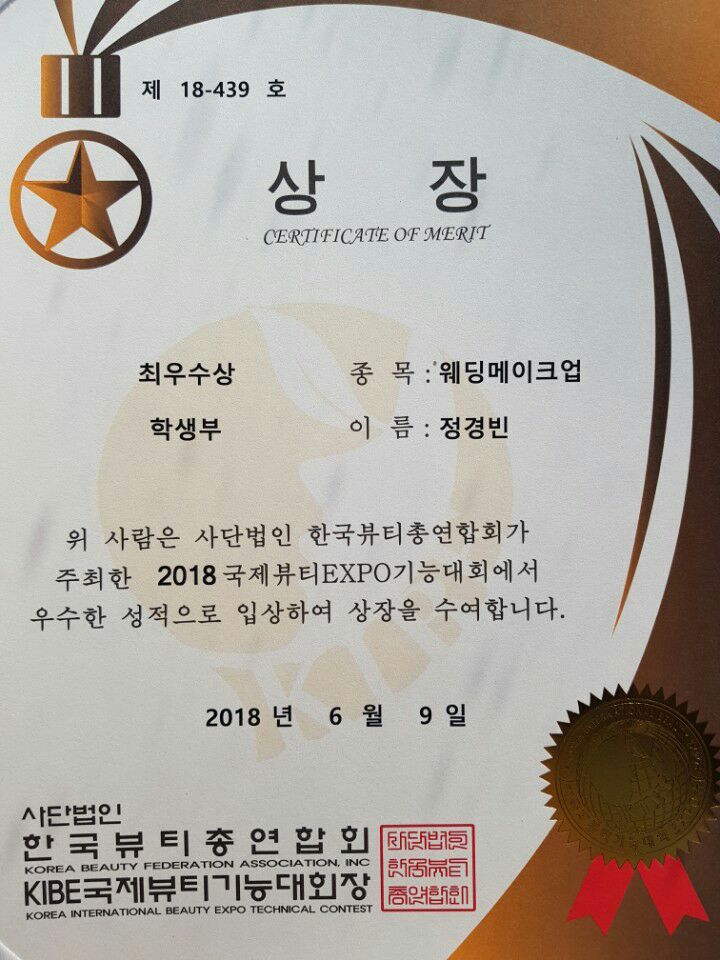 제 18-439 호
상 장
CERTIFICATE OF MERIT
최우수상 종 목 : 웨딩메이크업
학생부 이 름 : 정경빈
위 사람은 사단법인 한국뷰티총연합회가
주최한 2018 국제뷰티EXPO기능대회에서
우수한 성적으로 입상하여 상장을 수여합니다.
2018 년 6 월 9 일
사단법인
한국뷰티총연합회
KOREA BEAUTY FEDERATION ASSOCIATION, INC
KIBE국제뷰티기능대회장
KOREA INTERNATIONAL BEAUTY EXPO TECHNICAL CONTEST